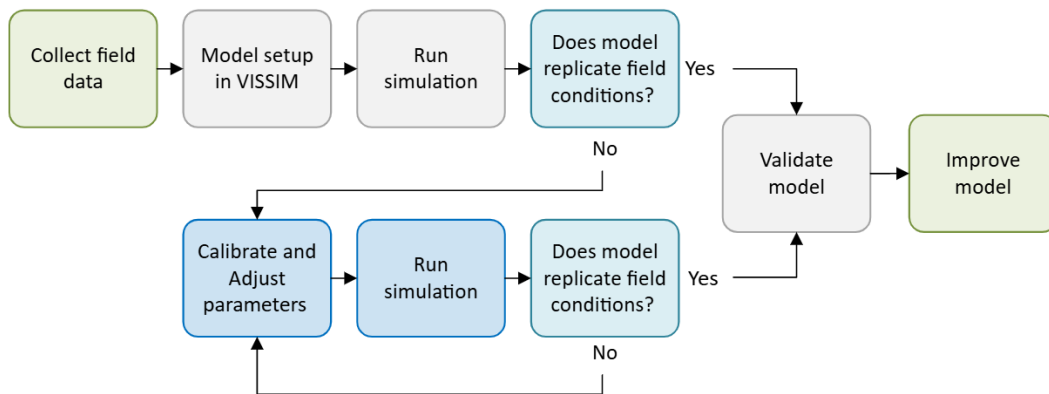 Collect field
data
Model setup
in VISSIM
Run
simulation
Does model
replicate field
conditions?
Yes
No
Validate
model
Improve
model
Calibrate and
Adjust
parameters
Run
simulation
Does model
replicate field
conditions?
Yes
No